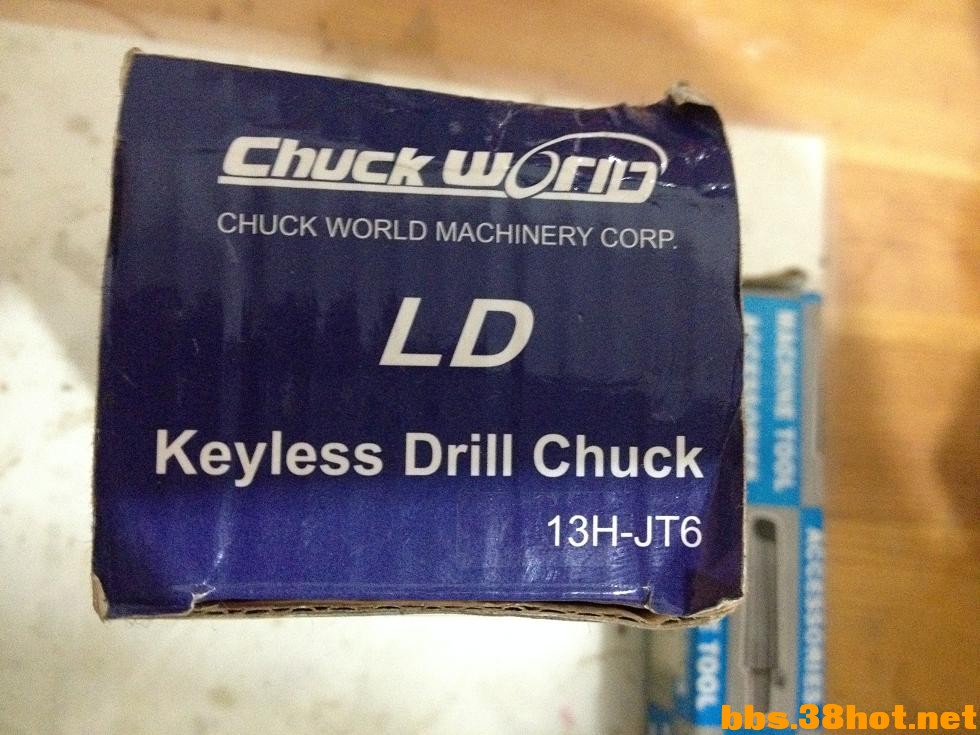 Chuck World
CHUCK WORLD MACHINERY CORP.
LD
Keyless Drill Chuck
13H-JT6
MACHINE TOOL
ACCESSORIES
ACCESSORIES
TOOL
bbs.38hot.net